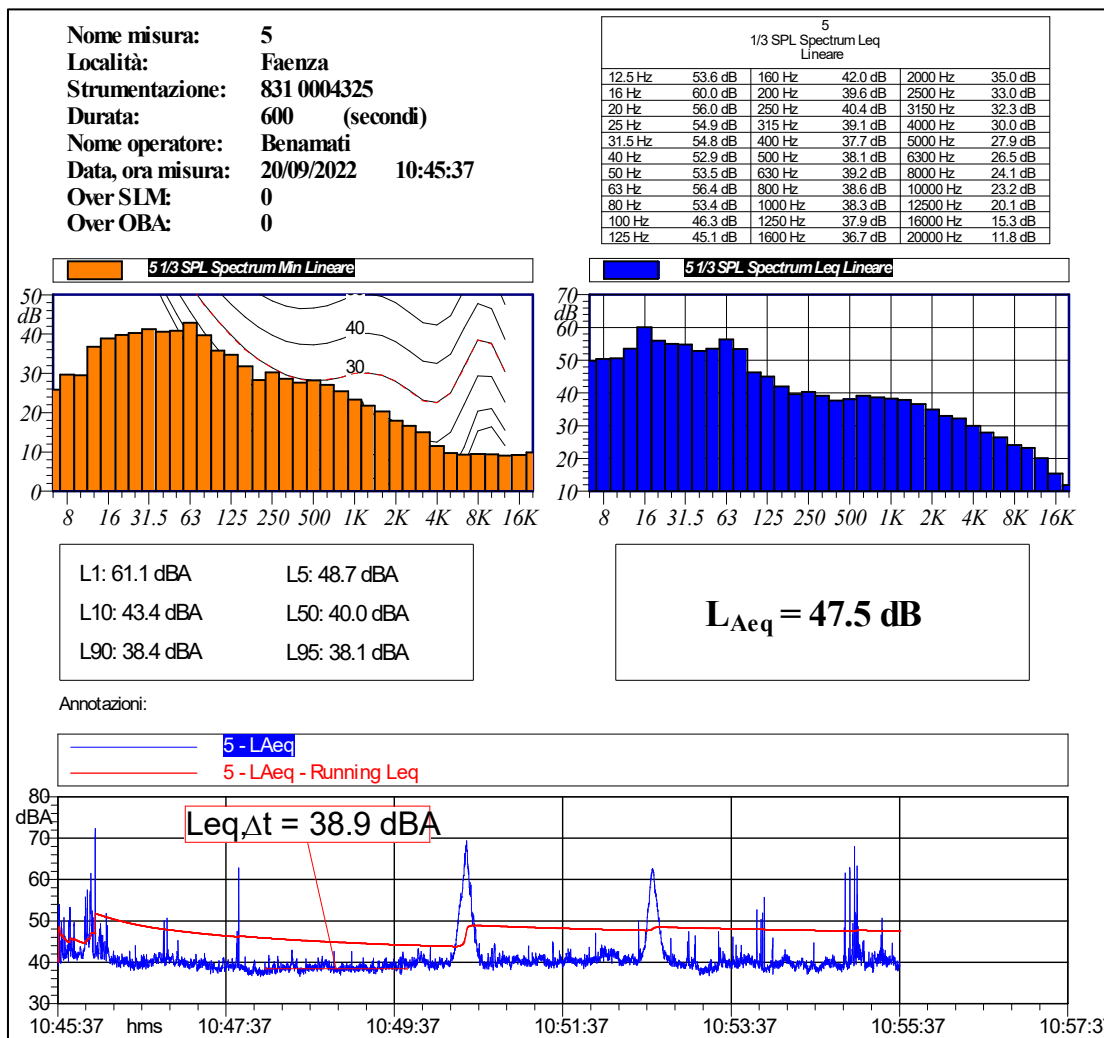 Nome misura: 5
Località: Faenza
Strumentazione: 831 0004325
Durata: 600 (secondi)
Nome operatore: Benamati
Data, ora misura: 20/09/2022 10:45:37
Over SLM: 0
Over OBA: 0
5
1/3 SPL Spectrum Leq
Lineare
12.5 Hz 53.6 dB 160 Hz 42.0 dB 2000 Hz 35.0 dB
16 Hz 60.0 dB 200 Hz 39.6 dB 2500 Hz 33.0 dB
20 Hz 56.0 dB 250 Hz 40.4 dB 3150 Hz 32.3 dB
25 Hz 54.9 dB 315 Hz 39.1 dB 4000 Hz 30.0 dB
31.5 Hz 54.8 dB 400 Hz 37.7 dB 5000 Hz 27.9 dB
40 Hz 52.9 dB 500 Hz 38.1 dB 6300 Hz 26.5 dB
50 Hz 53.5 dB 630 Hz 39.2 dB 8000 Hz 24.1 dB
63 Hz 56.4 dB 800 Hz 38.6 dB 10000 Hz 23.2 dB
80 Hz 53.4 dB 1000 Hz 38.3 dB 12500 Hz 20.1 dB
100 Hz 46.3 dB 1250 Hz 37.9 dB 16000 Hz 15.3 dB
125 Hz 45.1 dB 1600 Hz 36.7 dB 20000 Hz 11.8 dB
5 1/3 SPL Spectrum Min Lineare
50
dB
40
30
20
10
0
40
30
8 16 31.5 63 125 250 500 1K 2K 4K 8K 16K
5 1/3 SPL Spectrum Leq Lineare
70
dB
60
50
40
30
20
10
8 16 31.5 63 125 250 500 1K 2K 4K 8K 16K
L1: 61.1 dBA L5: 48.7 dBA
L10: 43.4 dBA L50: 40.0 dBA
L90: 38.4 dBA L95: 38.1 dBA
LAeq = 47.5 dB
Annotazioni:
5 - LAeq
5 - LAeq - Running Leq
80
dBA
70
60
50
40
30
Leq,Δt = 38.9 dBA
10:45:37 hms 10:47:37 10:49:37 10:51:37 10:53:37 10:55:37 10:57:37